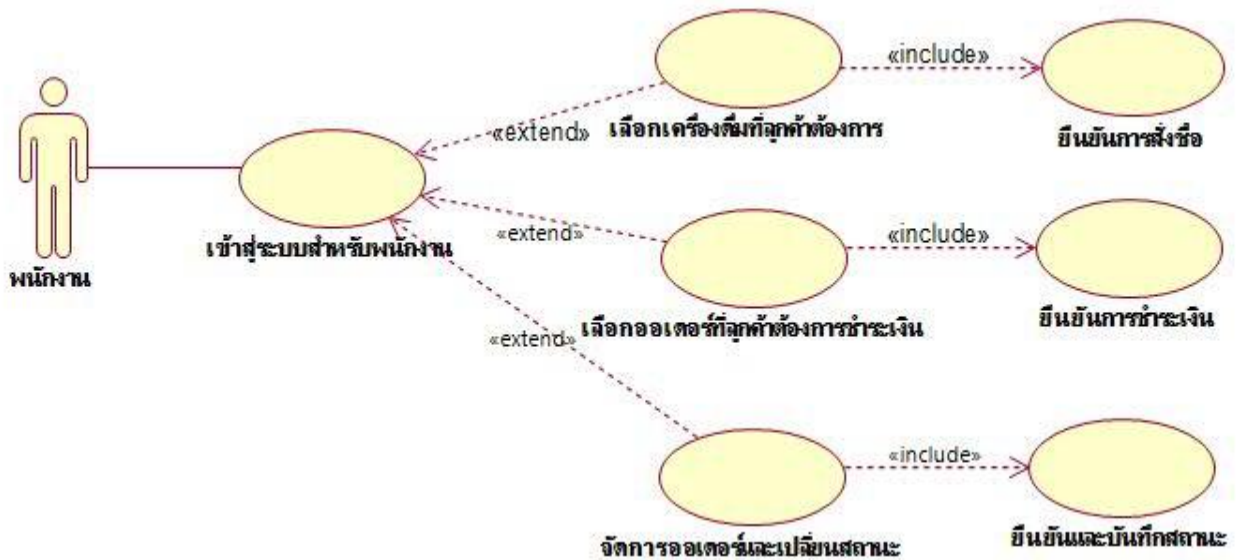 «include»
«extend»
เลือกเครื่องดื่มที่ลูกค้าต้องการ
ยืนยันการสั่งซื้อ
เข้าสู่ระบบสำหรับพนักงาน
พนักงาน
«extend»
«include»
เลือกออเดอร์ที่ลูกค้าต้องการชำระเงิน
ยืนยันการชำระเงิน
«extend»
«include»
จัดการออเดอร์และเปลี่ยนสถานะ
ยืนยันและบันทึกสถานะ